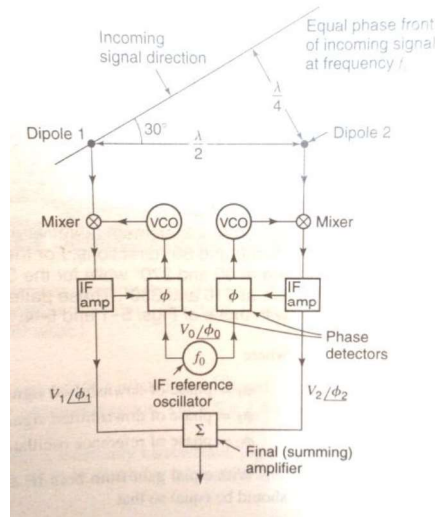 Incoming
signal direction
Equal phase front
of incoming signal
at frequency f.
λ/4
30°
Dipole 1
λ/2
Dipole 2
Mixer
VCO
VCO
Mixer
IF
amp
ϕ
ϕ
IF
amp
V₀/ϕ₀
Phase
detectors
f₀
IF reference
oscillator
V₁/ϕ₁
V₂/ϕ₂
Σ
Final (summing)
amplifier